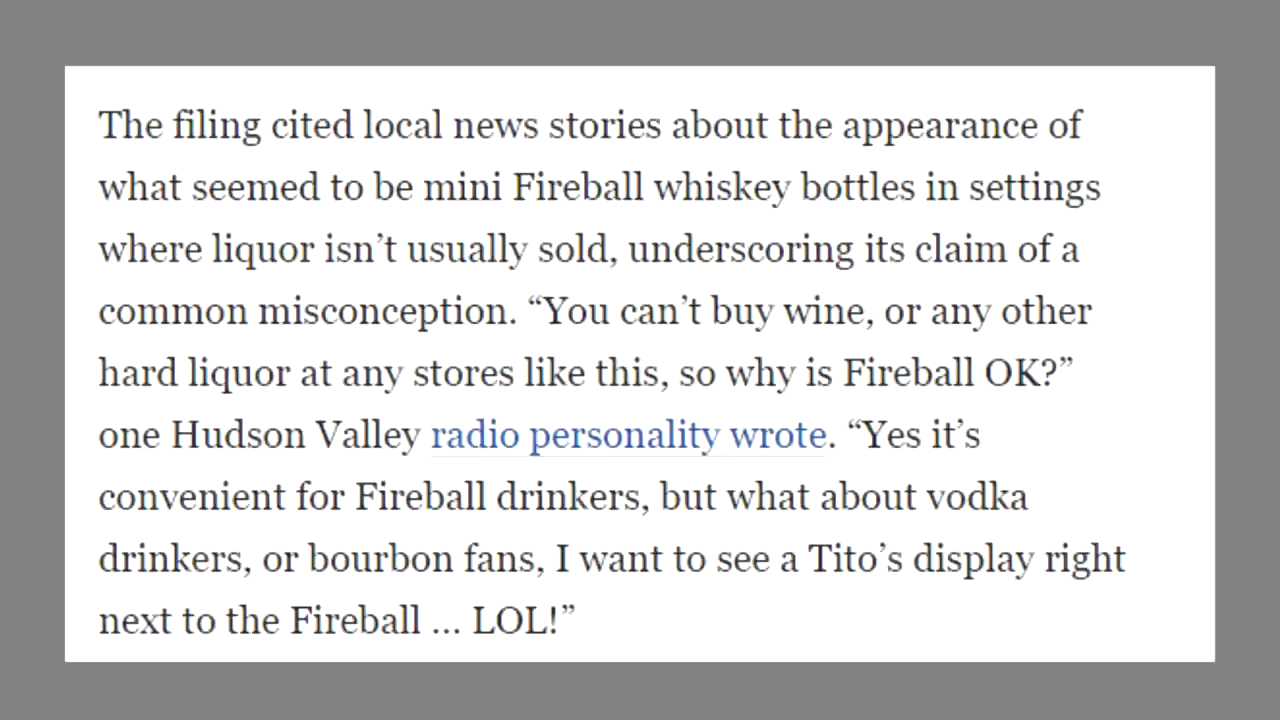 The filing cited local news stories about the appearance of
what seemed to be mini Fireball whiskey bottles in settings
where liquor isn’t usually sold, underscoring its claim of a
common misconception. “You can’t buy wine, or any other
hard liquor at any stores like this, so why is Fireball OK?”
one Hudson Valley radio personality wrote. “Yes it’s
convenient for Fireball drinkers, but what about vodka
drinkers, or bourbon fans, I want to see a Tito’s display right
next to the Fireball ... LOL!”